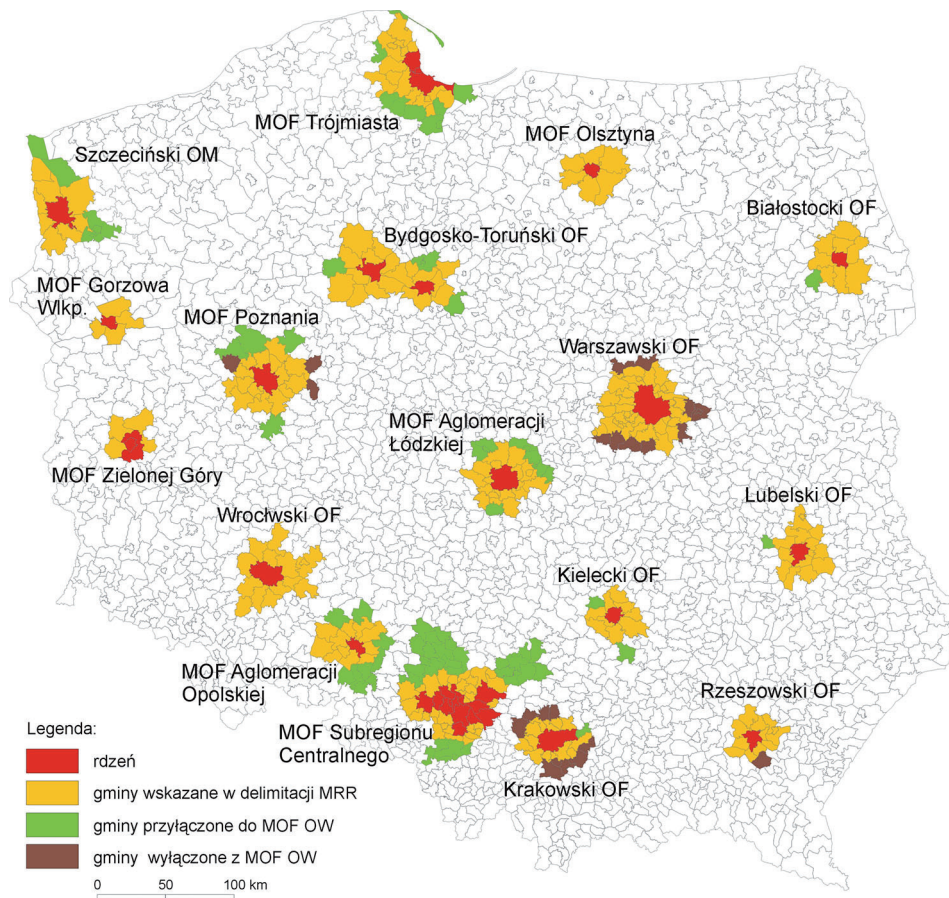 MOF Trójmiasta
MOF Olsztyna
Szczeciński OM
Białostocki OF
Bydgosko-Toruński OF
MOF Gorzowa
Wlkp.
MOF Poznania
Warszawski OF
MOF Aglomeracji
Łódzkiej
MOF Zielonej Góry
Lubelski OF
Wrocłwski OF
Kielecki OF
MOF Aglomeracji
Opolskiej
Rzeszowski OF
MOF Subregionu
Centralnego
Krakowski OF
Legenda:
rdzeń
gminy wskazane w delimitacji MRR
gminy przyłączone do MOF OW
gminy wyłączone z MOF OW
0 50 100 km